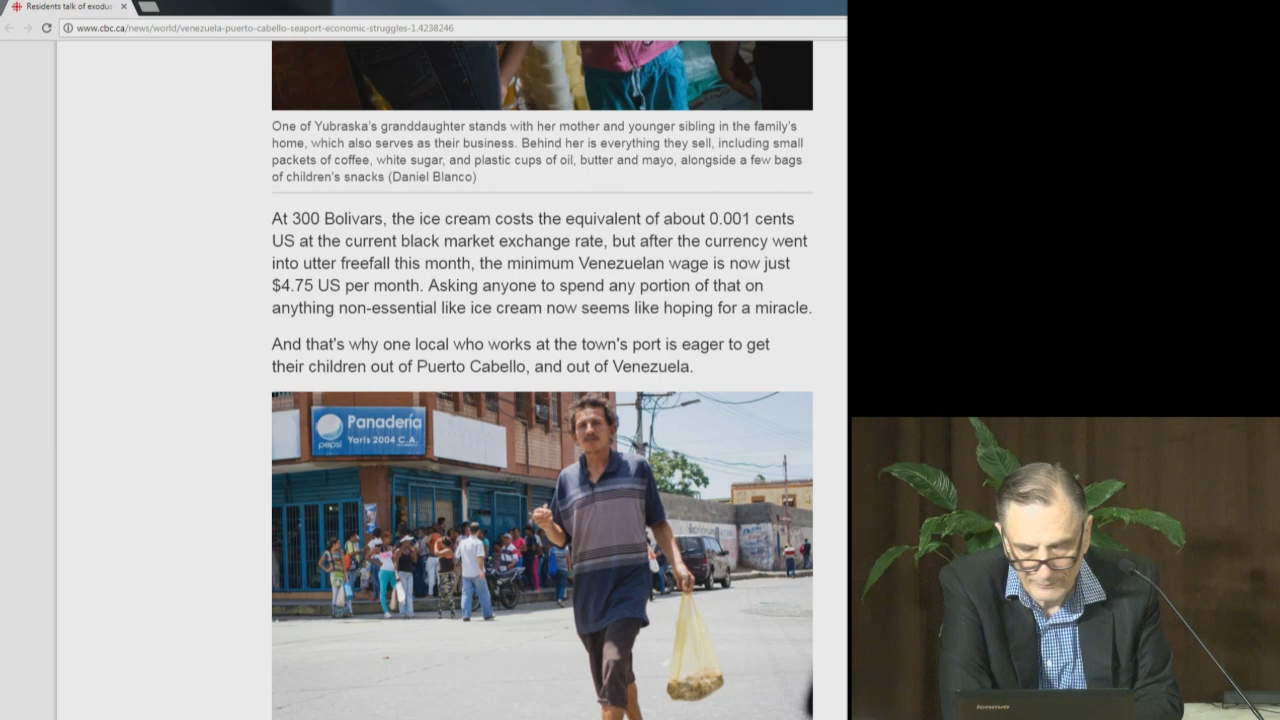 Residents talk of exodus
www.cbc.ca/news/world/venezuela-puerto-cabello-seaport-economic-struggles-1.4238246
One of Yubraska's granddaughter stands with her mother and younger sibling in the family's
home, which also serves as their business. Behind her is everything they sell, including small
packets of coffee, white sugar, and plastic cups of oil, butter and mayo, alongside a few bags
of children's snacks (Daniel Blanco)
At 300 Bolivars, the ice cream costs the equivalent of about 0.001 cents
US at the current black market exchange rate, but after the currency went
into utter freefall this month, the minimum Venezuelan wage is now just
$4.75 US per month. Asking anyone to spend any portion of that on
anything non-essential like ice cream now seems like hoping for a miracle.
And that's why one local who works at the town's port is eager to get
their children out of Puerto Cabello, and out of Venezuela.
Panadería
pepsi
Yaris 2004 C.A.
lenovo